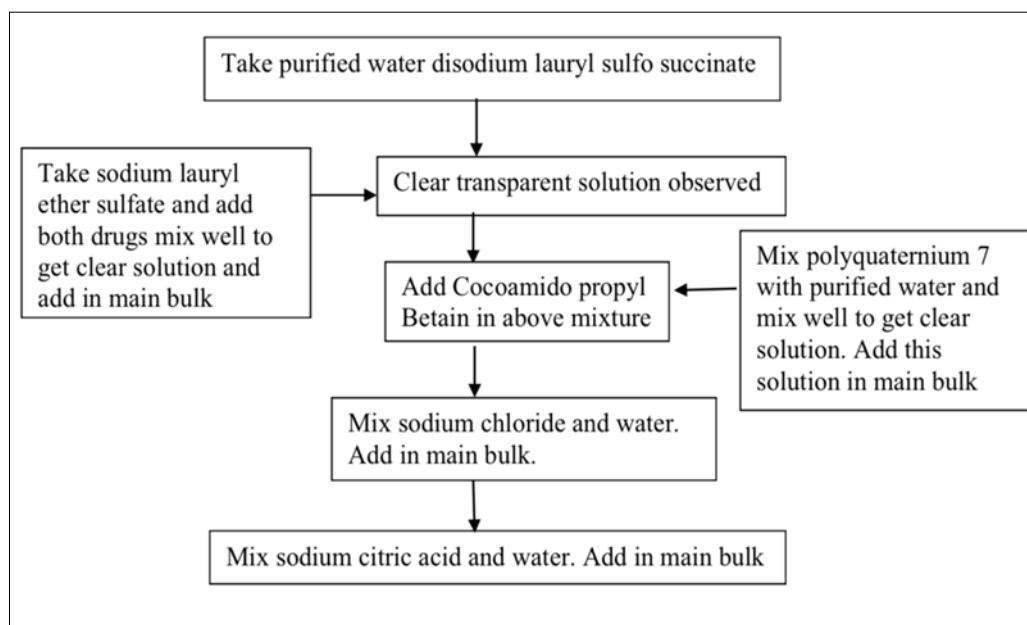 Take purified water disodium lauryl sulfo succinate
Take sodium lauryl
ether sulfate and add
both drugs mix well to
get clear solution and
add in main bulk
Clear transparent solution observed
Add Cocoamido propyl
Betain in above mixture
Mix polyquaternium 7
with purified water and
mix well to get clear
solution. Add this
solution in main bulk
Mix sodium chloride and water.
Add in main bulk.
Mix sodium citric acid and water. Add in main bulk